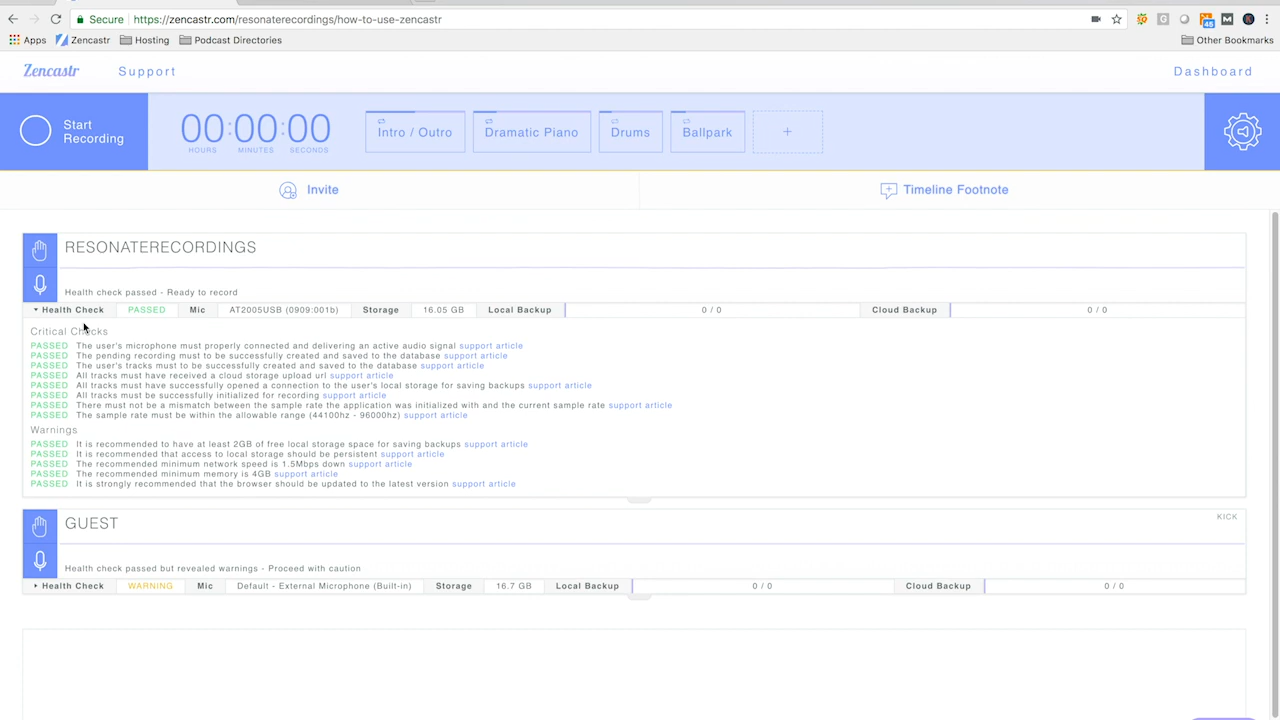 Secure https://zencastr.com/resonaterecordings/how-to-use-zencastr
Apps Zencastr Hosting Podcast Directories Other Bookmarks
Zencastr Support Dashboard
Start Recording
00:00:00
HOURS MINUTES SECONDS
Intro / Outro Dramatic Piano Drums Ballpark +
Invite Timeline Footnote
RESONATERECORDINGS
Health check passed - Ready to record
Health Check PASSED Mic AT2005USB (0909:001b) Storage 16.05 GB Local Backup 0 / 0 Cloud Backup 0 / 0
Critical Checks
PASSED The user's microphone must properly connected and delivering an active audio signal support article
PASSED The pending recording must to be successfully created and saved to the database support article
PASSED The user's tracks must to be successfully created and saved to the database support article
PASSED All tracks must have received a cloud storage upload url support article
PASSED All tracks must have successfully opened a connection to the user's local storage for saving backups support article
PASSED All tracks must be successfully initialized for recording support article
PASSED There must not be a mismatch between the sample rate the application was initialized with and the current sample rate support article
PASSED The sample rate must be within the allowable range (44100hz - 96000hz) support article
Warnings
PASSED It is recommended to have at least 2GB of free local storage space for saving backups support article
PASSED It is recommended that access to local storage should be persistent support article
PASSED The recommended minimum network speed is 1.5Mbps down support article
PASSED The recommended minimum memory is 4GB support article
PASSED It is strongly recommended that the browser should be updated to the latest version support article
GUEST KICK
Health check passed but revealed warnings - Proceed with caution
Health Check WARNING Mic Default - External Microphone (Built-in) Storage 16.7 GB Local Backup 0 / 0 Cloud Backup 0 / 0